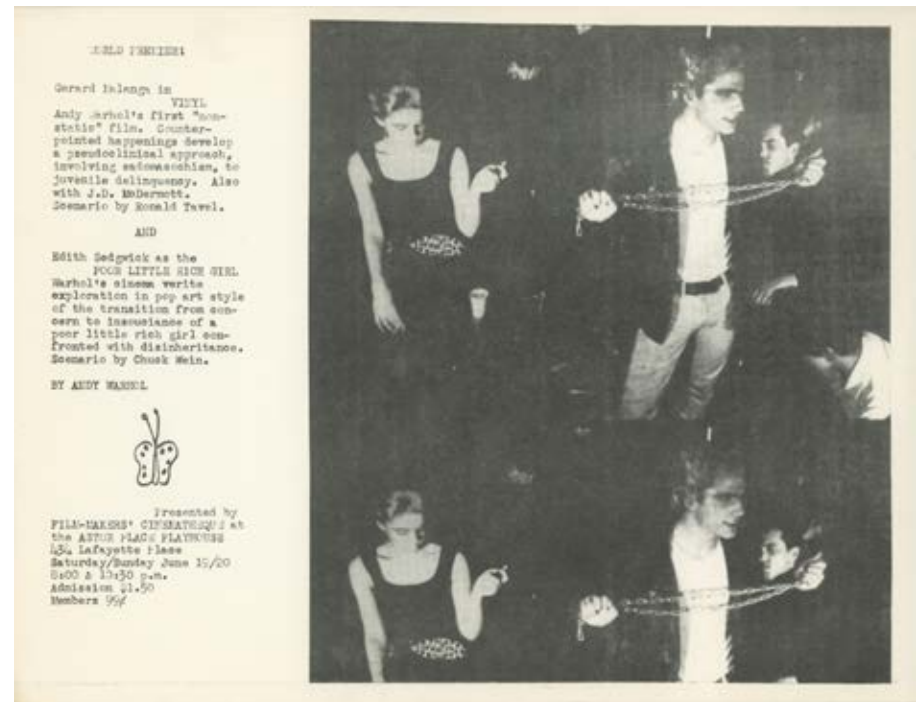 WORLD PREMIERE!
Gerard Malanga in
VINYL
Andy Warhol's first "non-
static" film. Counter-
pointed happenings develop
a pseudoclinical approach,
involving sadomasochism, to
juvenile delinquency. Also
with J.D. McDermott.
Scenario by Ronald Tavel.
AND
Edith Sedgwick as the
POOR LITTLE RICH GIRL
Warhol's cinema verite
exploration in pop art style
of the transition from con-
cern to insouciance of a
poor little rich girl con-
fronted with disinheritance.
Scenario by Chuck Wein.
BY ANDY WARHOL
Presented by
FILM-MAKERS' CINEMATHEQUE at
the ASTOR PLACE PLAYHOUSE
434 Lafayette Place
Saturday/Sunday June 19/20
8:00 & 10:30 p.m.
Admission $1.50
Members 99¢